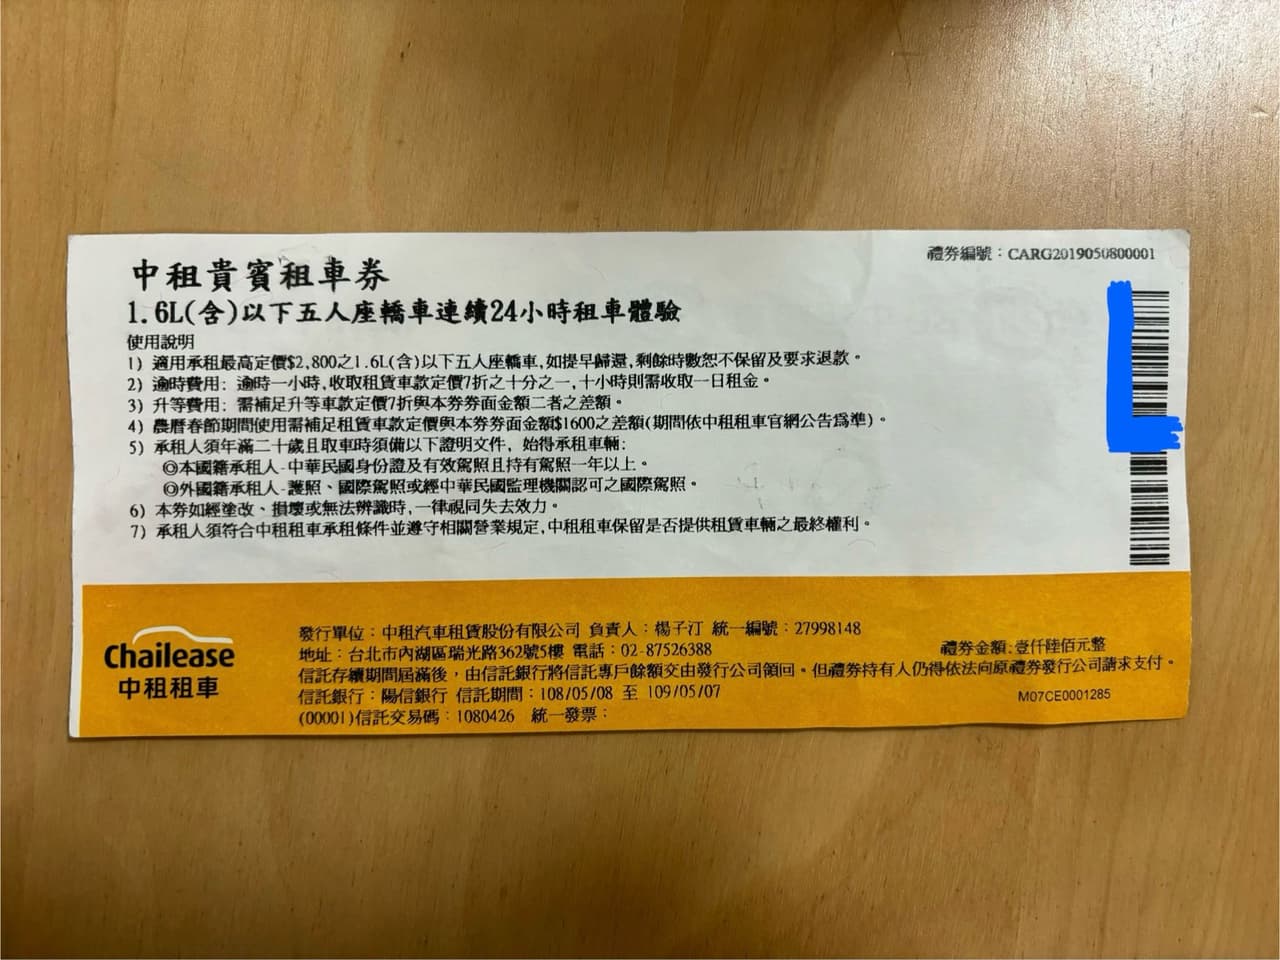 禮券編號：CARG2019050800001
中租貴賓租車券
1.6L(含)以下五人座轎車連續24小時租車體驗
使用說明
1) 適用承租最高定價$2,800之1.6L(含)以下五人座轎車,如提早歸還,剩餘時數恕不保留及要求退款。
2) 逾時費用: 逾時一小時,收取租賃車款定價7折之十分之一,十小時則需收取一日租金。
3) 升等費用: 需補足升等車款定價7折與本券券面金額二者之差額。
4) 農曆春節期間使用需補足租賃車款定價與本券券面金額$1600之差額(期間依中租租車官網公告為準)。
5) 承租人須年滿二十歲且取車時須備以下證明文件, 始得承租車輛:
◎本國籍承租人-中華民國身份證及有效駕照且持有駕照一年以上。
◎外國籍承租人-護照、國際駕照或經中華民國監理機關認可之國際駕照。
6) 本券如經塗改、損壞或無法辨識時,一律視同失去效力。
7) 承租人須符合中租租車承租條件並遵守相關營業規定,中租租車保留是否提供租賃車輛之最終權利。
Chailease
中租租車
發行單位：中租汽車租賃股份有限公司 負責人：楊子汀 統一編號：27998148
地址：台北市內湖區瑞光路362號5樓 電話：02-87526388
禮券金額:壹仟陸佰元整
信託存續期間屆滿後，由信託銀行將信託專戶餘額交由發行公司領回。但禮券持有人仍得依法向原禮券發行公司請求支付。
信託銀行：陽信銀行 信託期間：108/05/08 至 109/05/07
M07CE0001285
(00001)信託交易碼：1080426 統一發票：